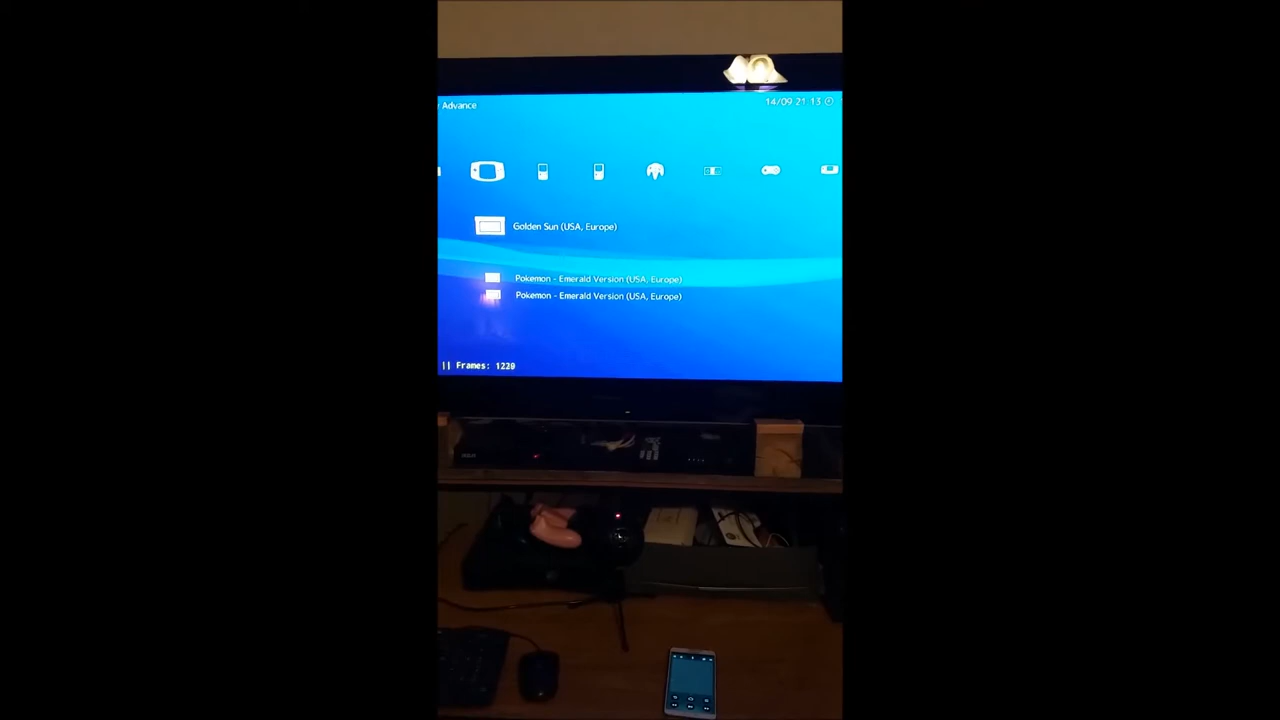 Advance
14/09 21 13
Golden Sun (USA, Europe)
Pokemon - Emerald Version (USA, Europe)
Pokemon - Emerald Version (USA, Europe)
|| Frames: 1220